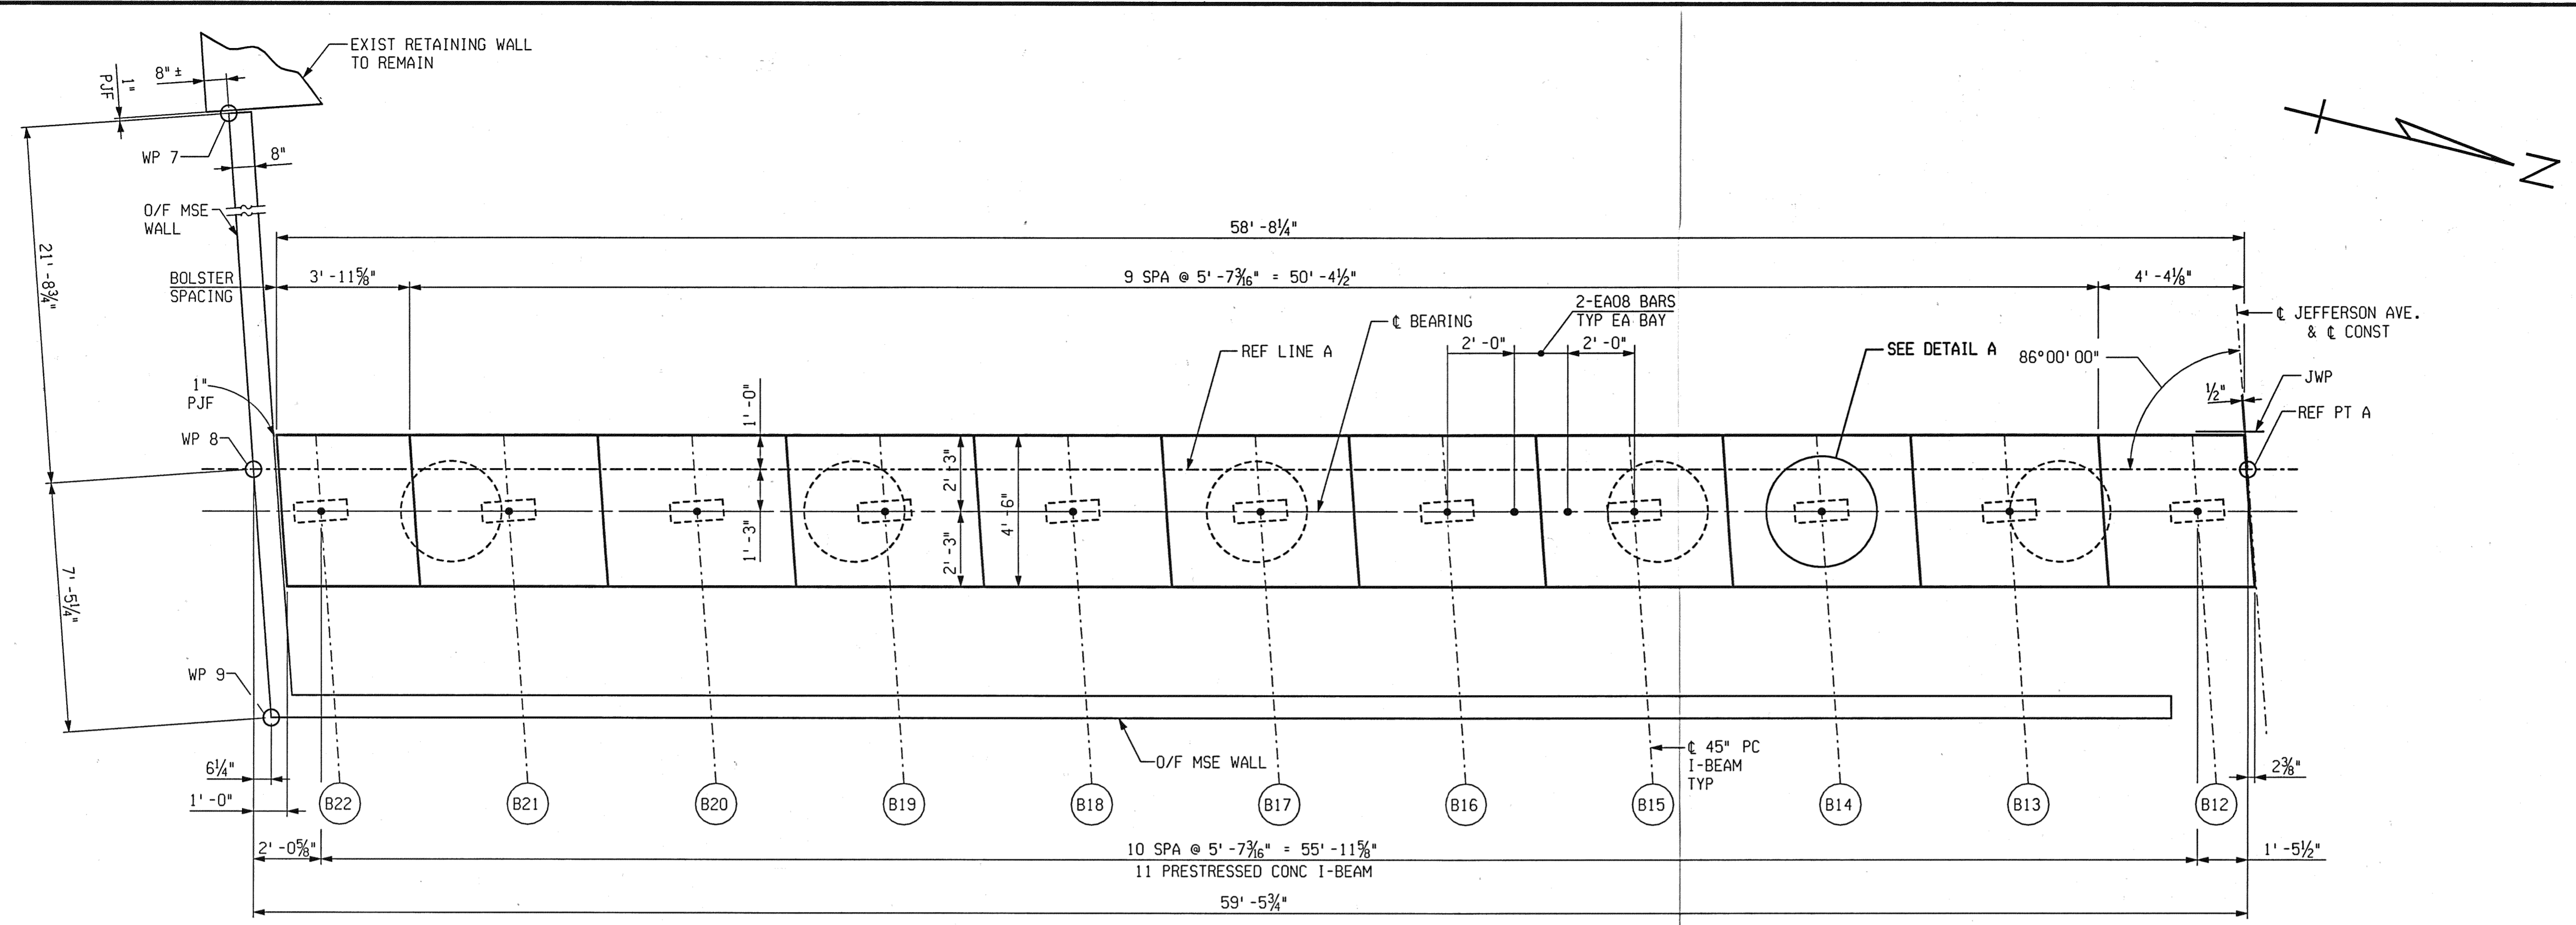 EXIST RETAINING WALL
TO REMAIN
8" ±
1"
PJF
WP 7
8"
O/F MSE
WALL
21'-8¾"
N
58'-8¼"
BOLSTER
SPACING
3'-11⅝"
9 SPA @ 5'-7³⁄₁₆" = 50'-4½"
4'-4⅛"
2-EA08 BARS
TYP EA BAY
℄ BEARING
2'-0"
2'-0"
REF LINE A
SEE DETAIL A
86°00'00"
℄ JEFFERSON AVE.
& ℄ CONST
JWP
½"
REF PT A
1"
PJF
WP 8
1'-0"
1'-3"
2'-3"
2'-3"
4'-6"
7'-5¼"
WP 9
O/F MSE WALL
℄ 45" PC
I-BEAM
TYP
6¼"
1'-0"
2⅜"
B22
B21
B20
B19
B18
B17
B16
B15
B14
B13
B12
2'-0⅝"
10 SPA @ 5'-7³⁄₁₆" = 55'-11⅝"
11 PRESTRESSED CONC I-BEAM
1'-5½"
59'-5¾"